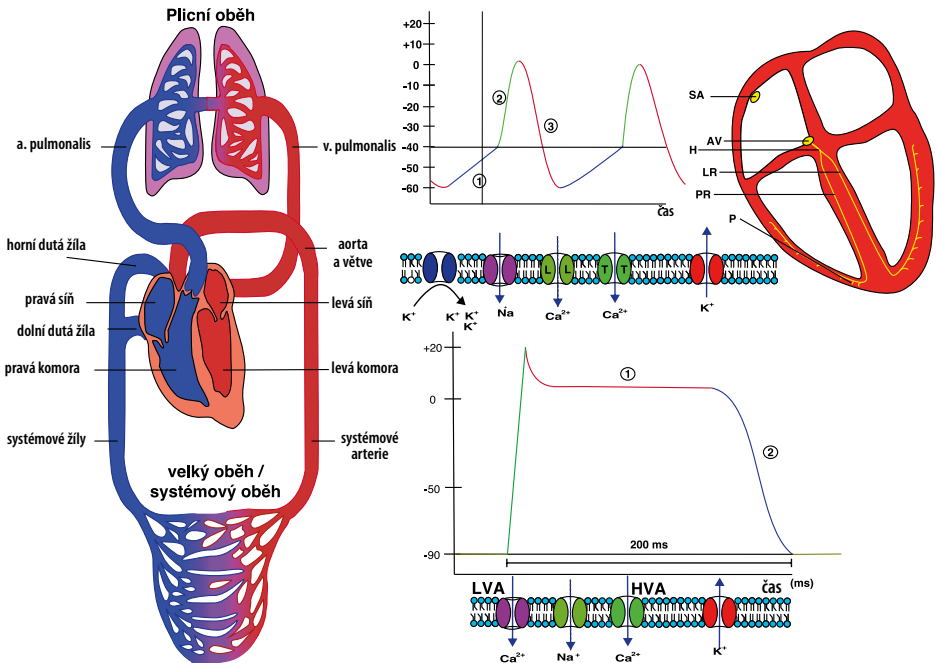 Plicní oběh
a. pulmonalis
v. pulmonalis
horní dutá žíla
aorta
a větve
pravá síň
levá síň
dolní dutá žíla
pravá komora
levá komora
systémové žíly
systémové
arterie
velký oběh /
systémový oběh
+20
+10
0
-10
-20
-30
-40
-50
-60
1
2
3
čas
SA
AV
H
LR
PR
P
L L
T T
K+
K+
K+
K+
Na
Ca2+
Ca2+
K+
+20
0
-50
-90
1
2
200 ms
čas (ms)
LVA
HVA
Ca2+
Na+
Ca2+
K+